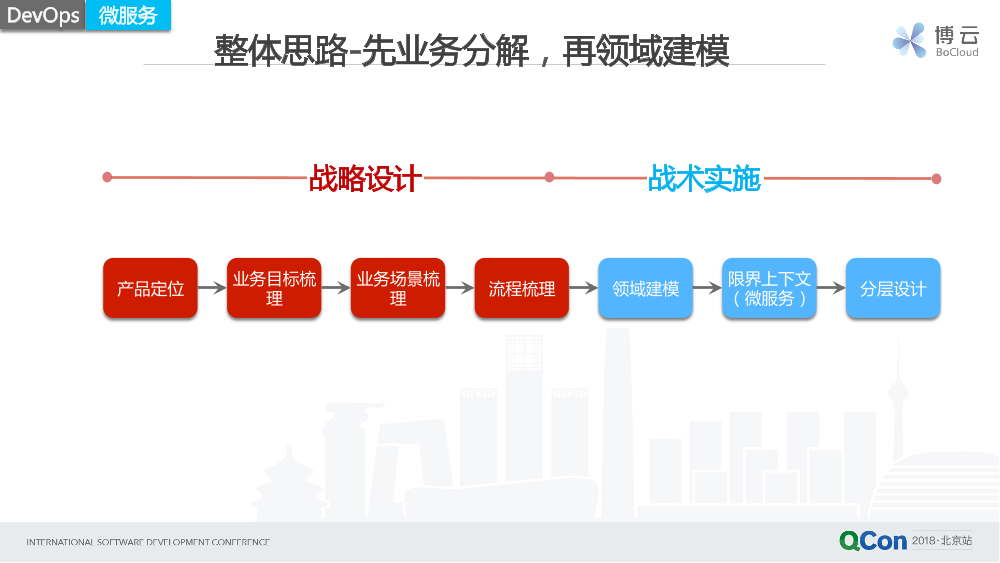 DevOps 微服务
整体思路-先业务分解，再领域建模
博云
BoCloud
战略设计
战术实施
产品定位
业务目标梳
理
业务场景梳
理
流程梳理
领域建模
限界上下文
（微服务）
分层设计
INTERNATIONAL SOFTWARE DEVELOPMENT CONFERENCE
QCon 2018·北京站